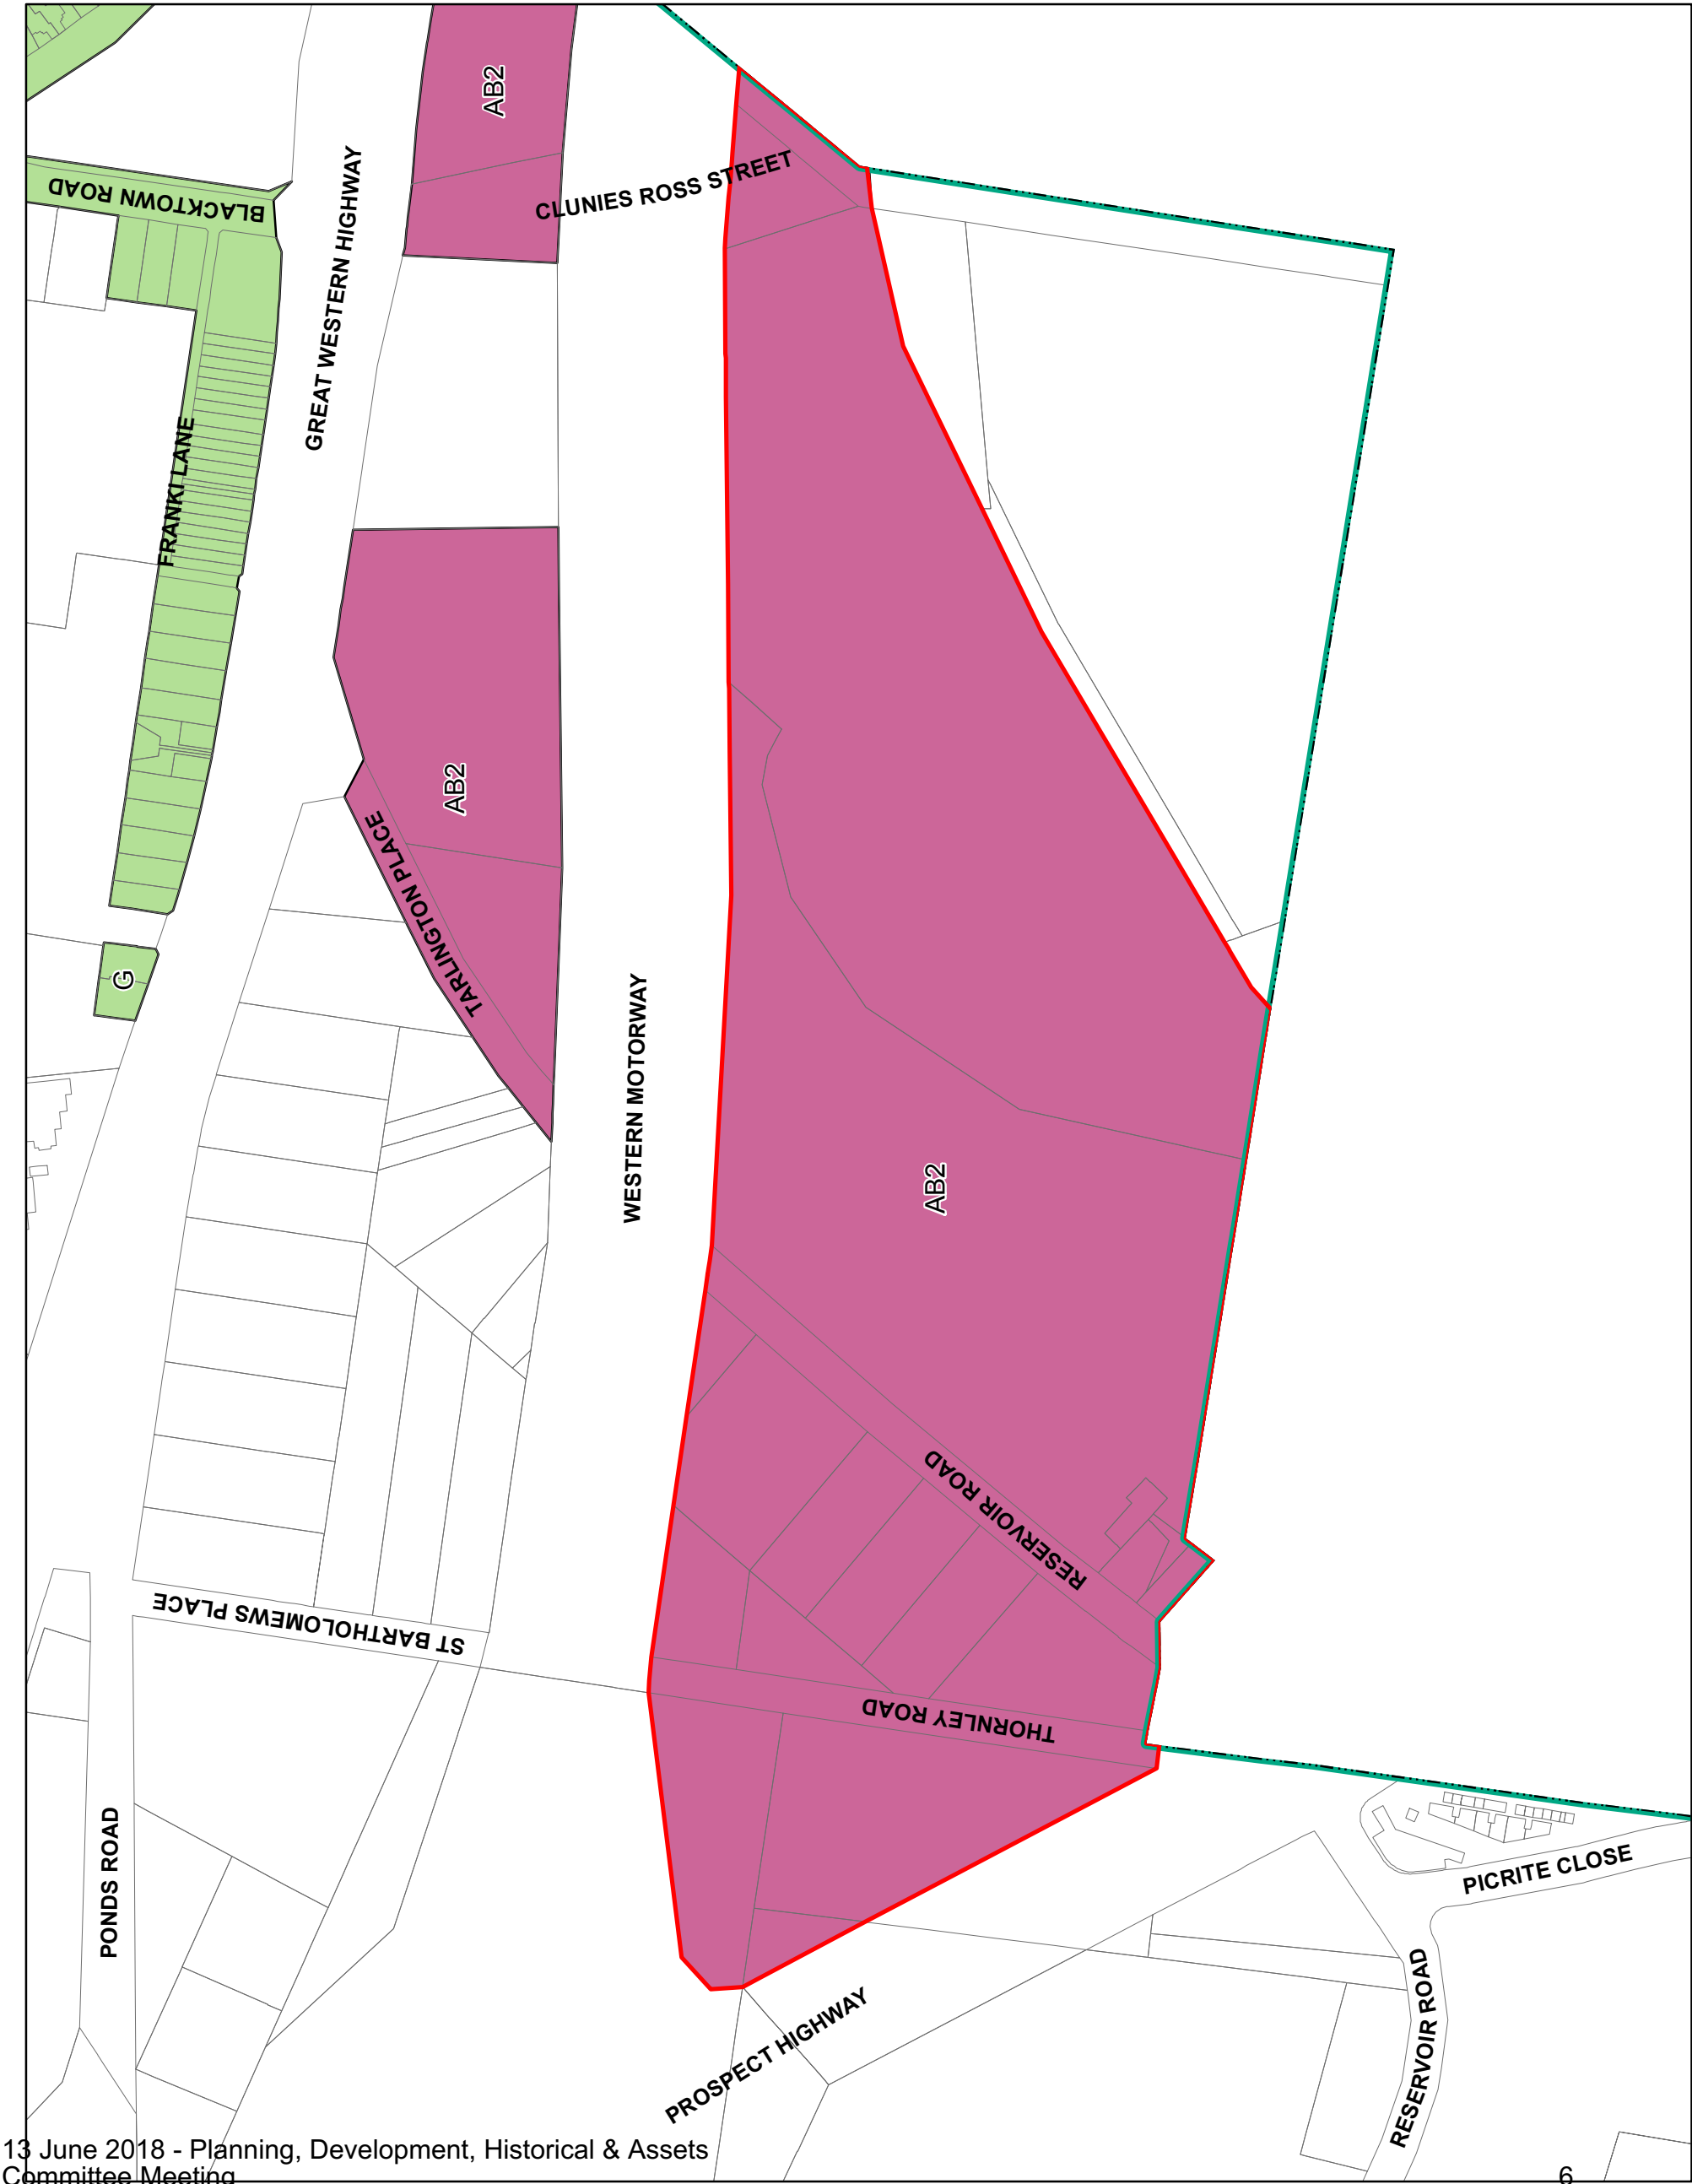 AB2
BLACKTOWN ROAD
CLUNIES ROSS STREET
GREAT WESTERN HIGHWAY
FRANKI LANE
AB2
TARLINGTON PLACE
G
WESTERN MOTORWAY
AB2
RESERVOIR ROAD
ST BARTHOLOMEWS PLACE
THORNLEY ROAD
PONDS ROAD
PICRITE CLOSE
PROSPECT HIGHWAY
RESERVOIR ROAD
13 June 2018 - Planning, Development, Historical & Assets
Committee Meeting
6